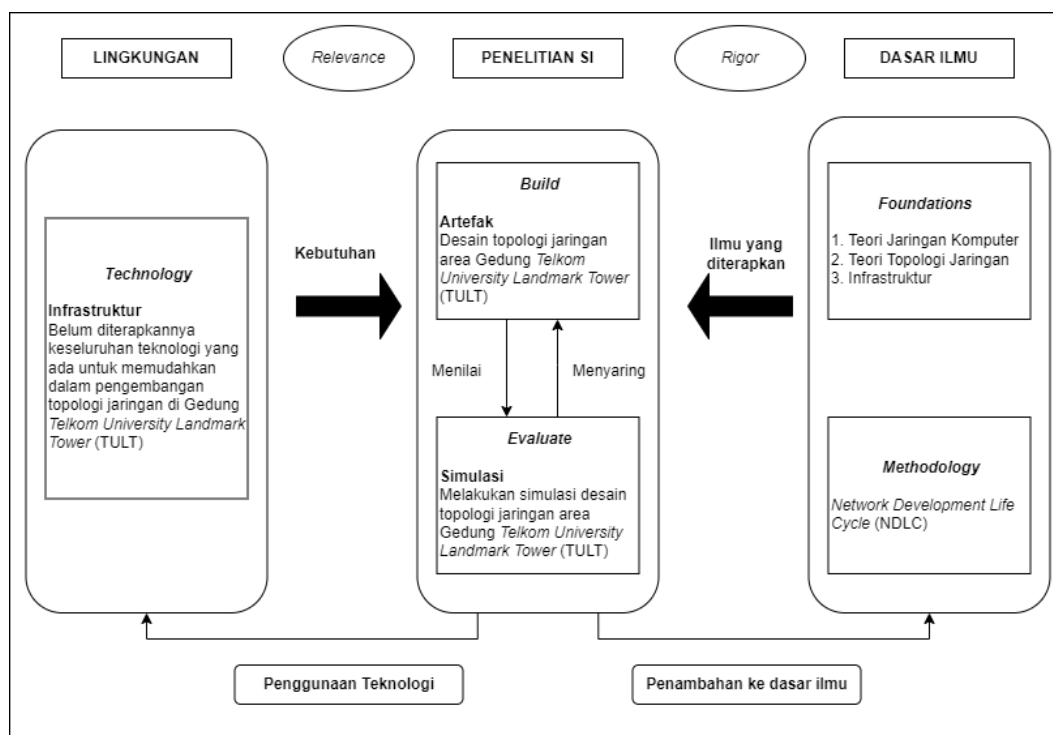 LINGKUNGAN
Relevance
PENELITIAN SI
Rigor
DASAR ILMU
Technology
Infrastruktur
Belum diterapkannya
keseluruhan teknologi yang
ada untuk memudahkan
dalam pengembangan
topologi jaringan di Gedung
Telkom University Landmark
Tower (TULT)
Kebutuhan
Build
Artefak
Desain topologi jaringan
area Gedung Telkom
University Landmark Tower
(TULT)
Menilai
Menyaring
Evaluate
Simulasi
Melakukan simulasi desain
topologi jaringan area
Gedung Telkom University
Landmark Tower (TULT)
Ilmu yang
diterapkan
Foundations
1. Teori Jaringan Komputer
2. Teori Topologi Jaringan
3. Infrastruktur
Methodology
Network Development Life
Cycle (NDLC)
Penggunaan Teknologi
Penambahan ke dasar ilmu